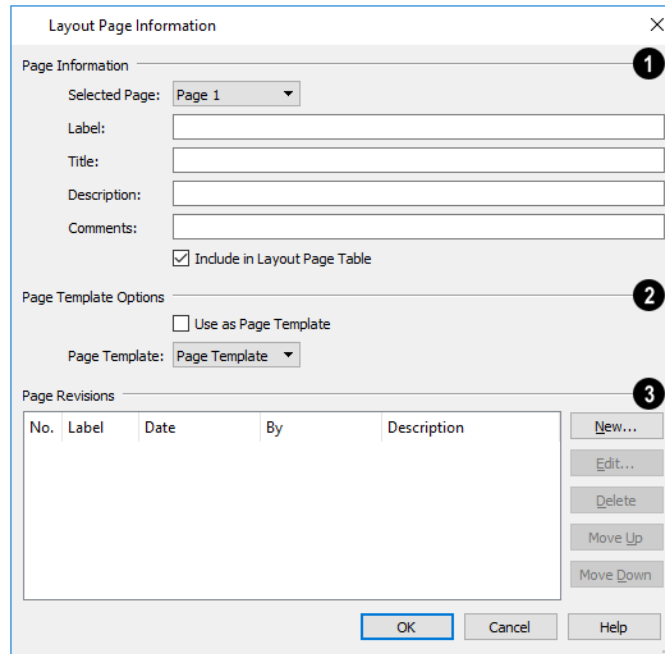 Layout Page Information
Page Information 1
Selected Page: Page 1
Label:
Title:
Description:
Comments:
Include in Layout Page Table
Page Template Options 2
Use as Page Template
Page Template: Page Template
Page Revisions 3
No. Label Date By Description
New...
Edit...
Delete
Move Up
Move Down
OK Cancel Help